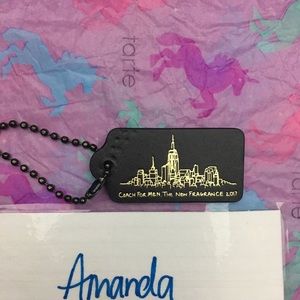 tarte
COACH FOR MEN, THE NEW FRAGRANCE 2017
Amanda